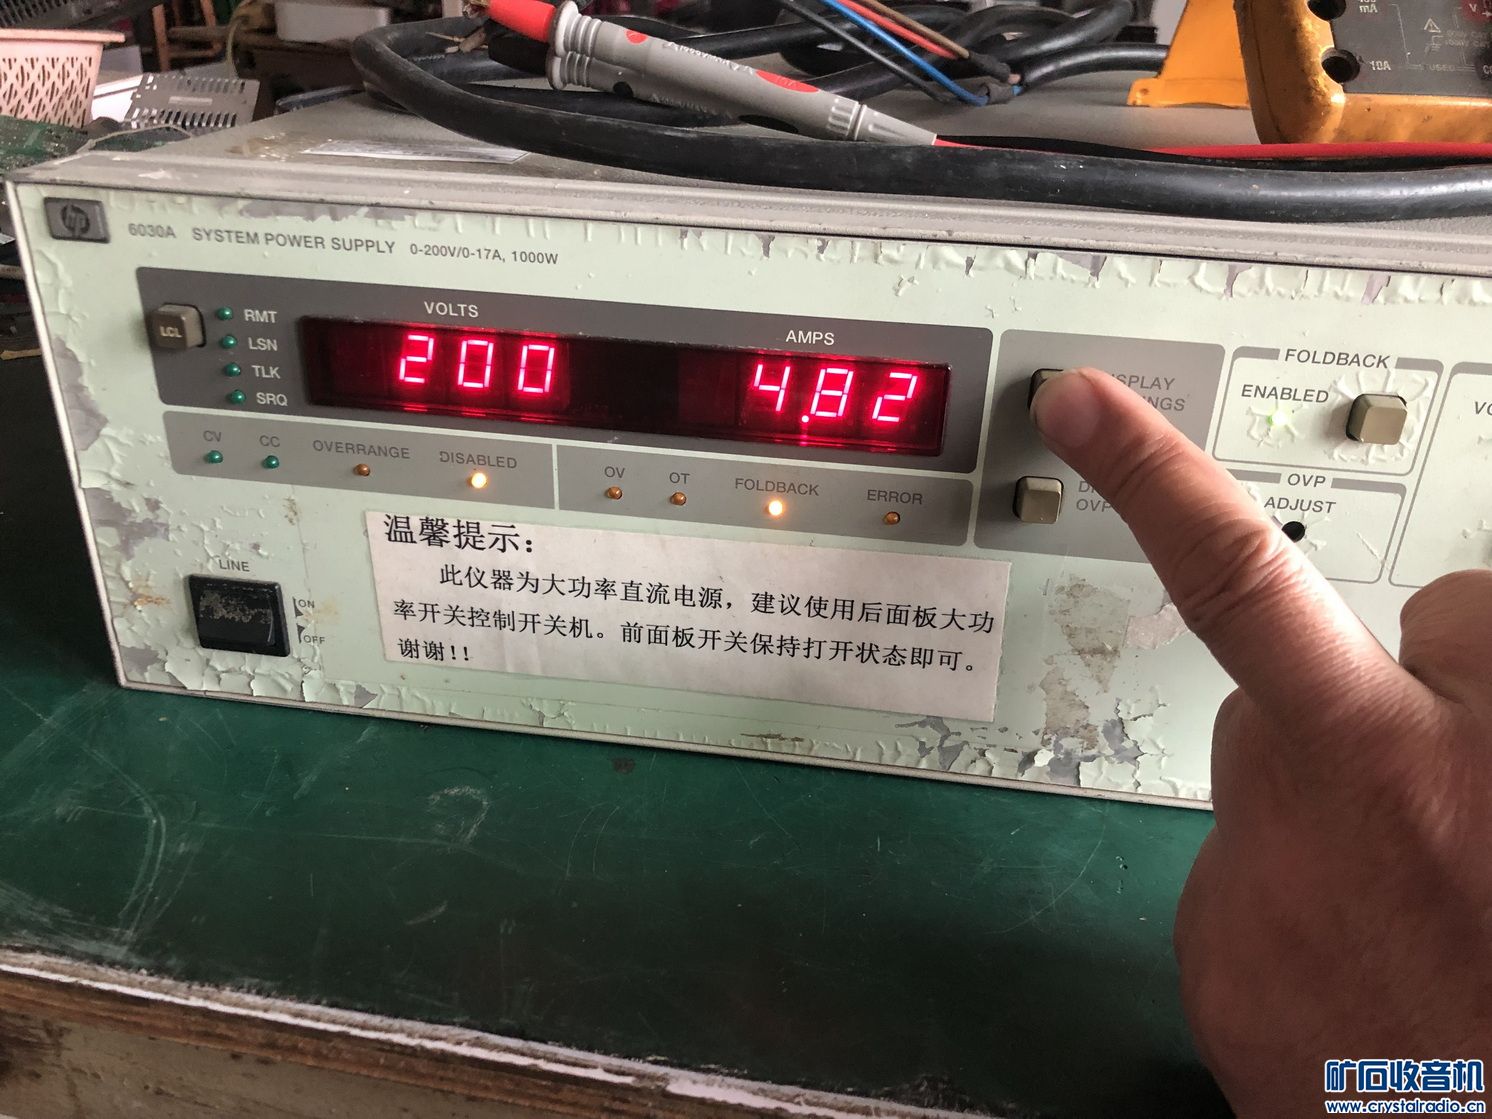 mA
10A
V
hp
6030A SYSTEM POWER SUPPLY 0-200V/0-17A, 1000W
LCL
RMT
LSN
TLK
SRQ
VOLTS
AMPS
200
4.82
CV
CC
OVERRANGE
DISABLED
OV
OT
FOLDBACK
ERROR
FOLDBACK
ENABLED
OVP
ADJUST
LINE
ON
OFF
温馨提示：
此仪器为大功率直流电源，建议使用后面板大功
率开关控制开关机。前面板开关保持打开状态即可。
谢谢!!
矿石收音机
www.crystalradio.cn